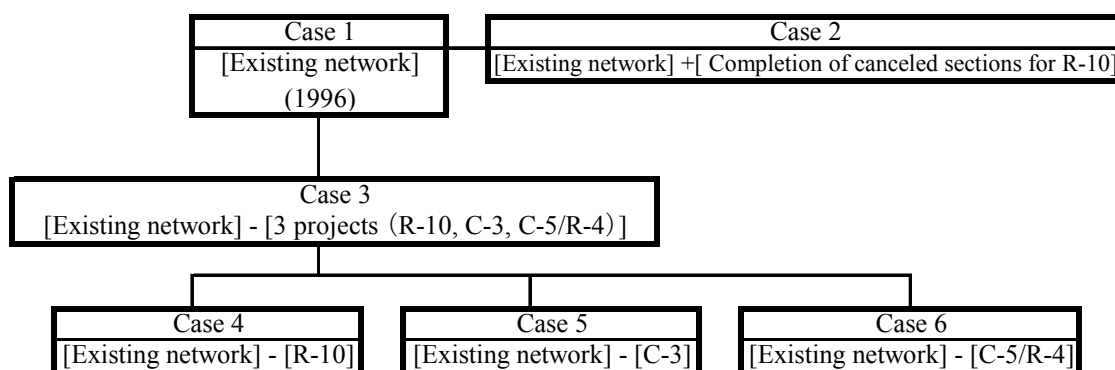 Case 1
[Existing network]
(1996)
Case 2
[Existing network] +[ Completion of canceled sections for R-10]
Case 3
[Existing network] - [3 projects（R-10, C-3, C-5/R-4）]
Case 4
[Existing network] - [R-10]
Case 5
[Existing network] - [C-3]
Case 6
[Existing network] - [C-5/R-4]